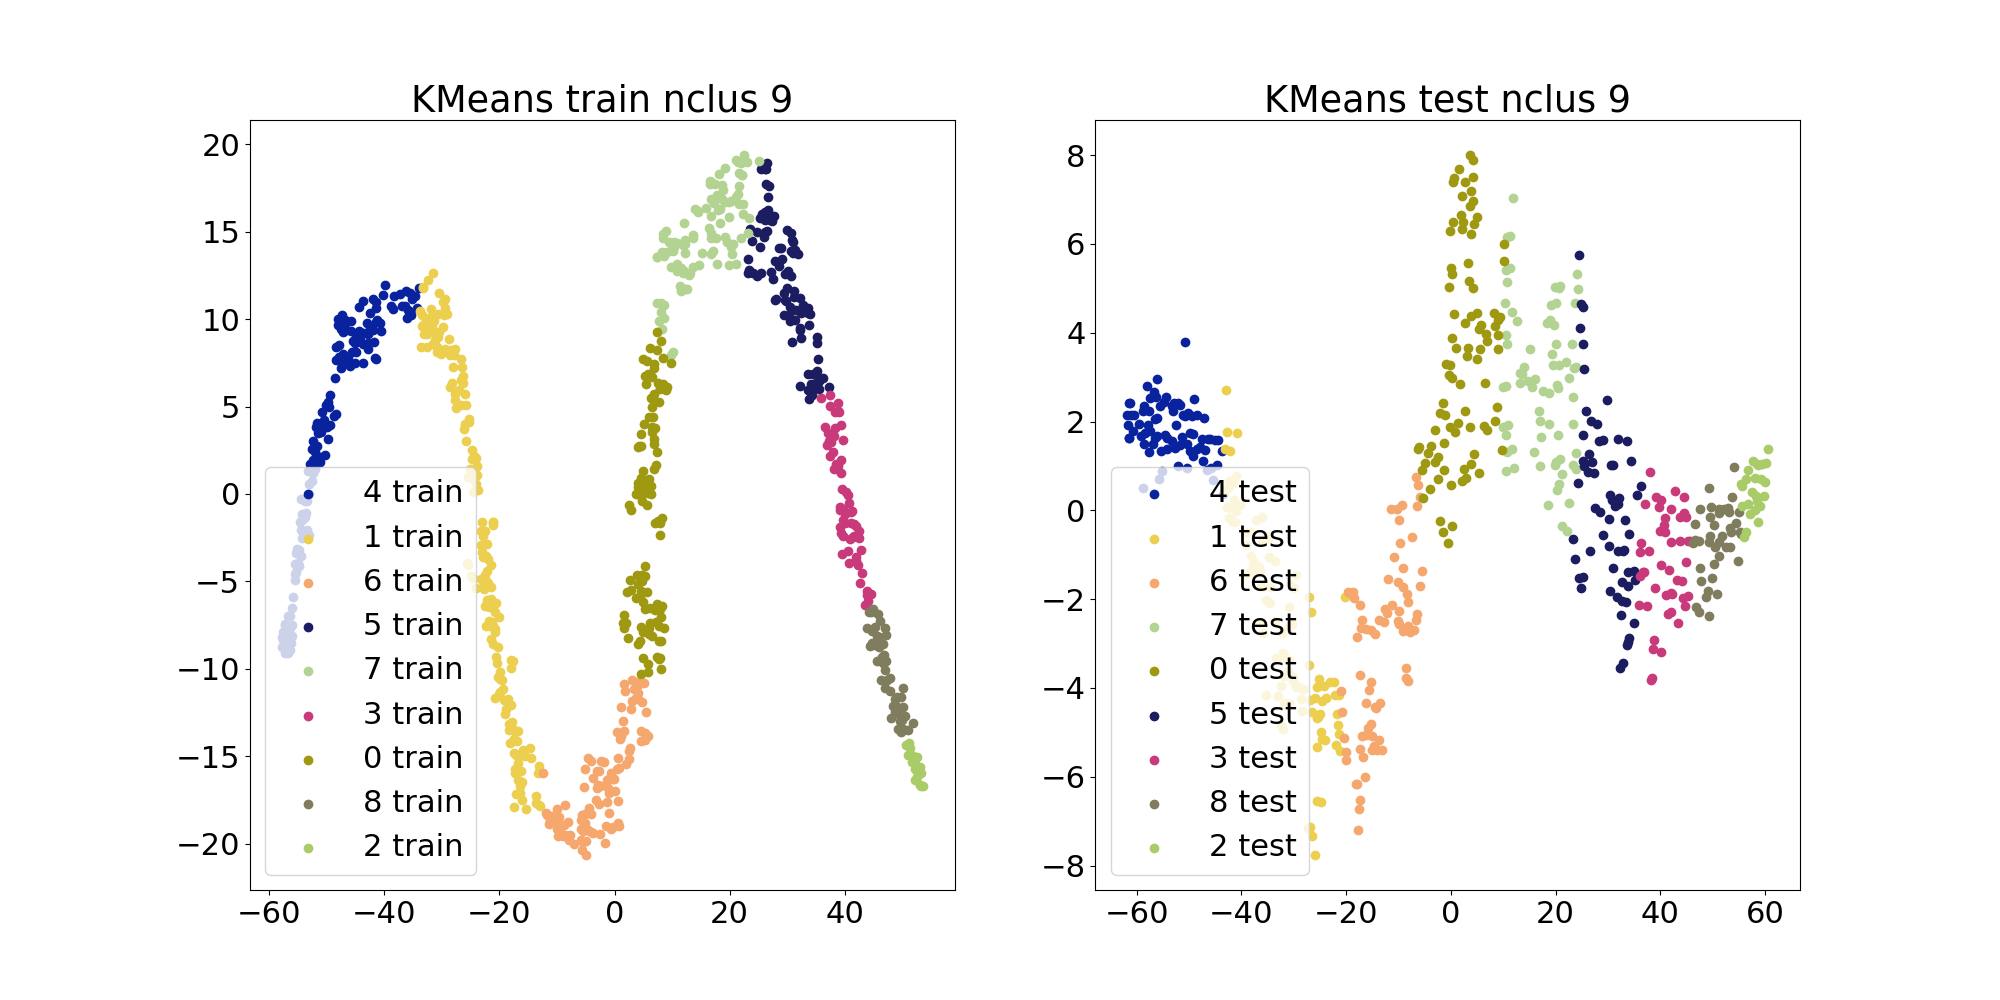 KMeans train nclus 9
20
15
10
5
0
−5
−10
−15
−20
−60 −40 −20 0 20 40
4 train
1 train
6 train
5 train
7 train
3 train
0 train
8 train
2 train
KMeans test nclus 9
8
6
4
2
0
−2
−4
−6
−8
−60 −40 −20 0 20 40 60
4 test
1 test
6 test
7 test
0 test
5 test
3 test
8 test
2 test